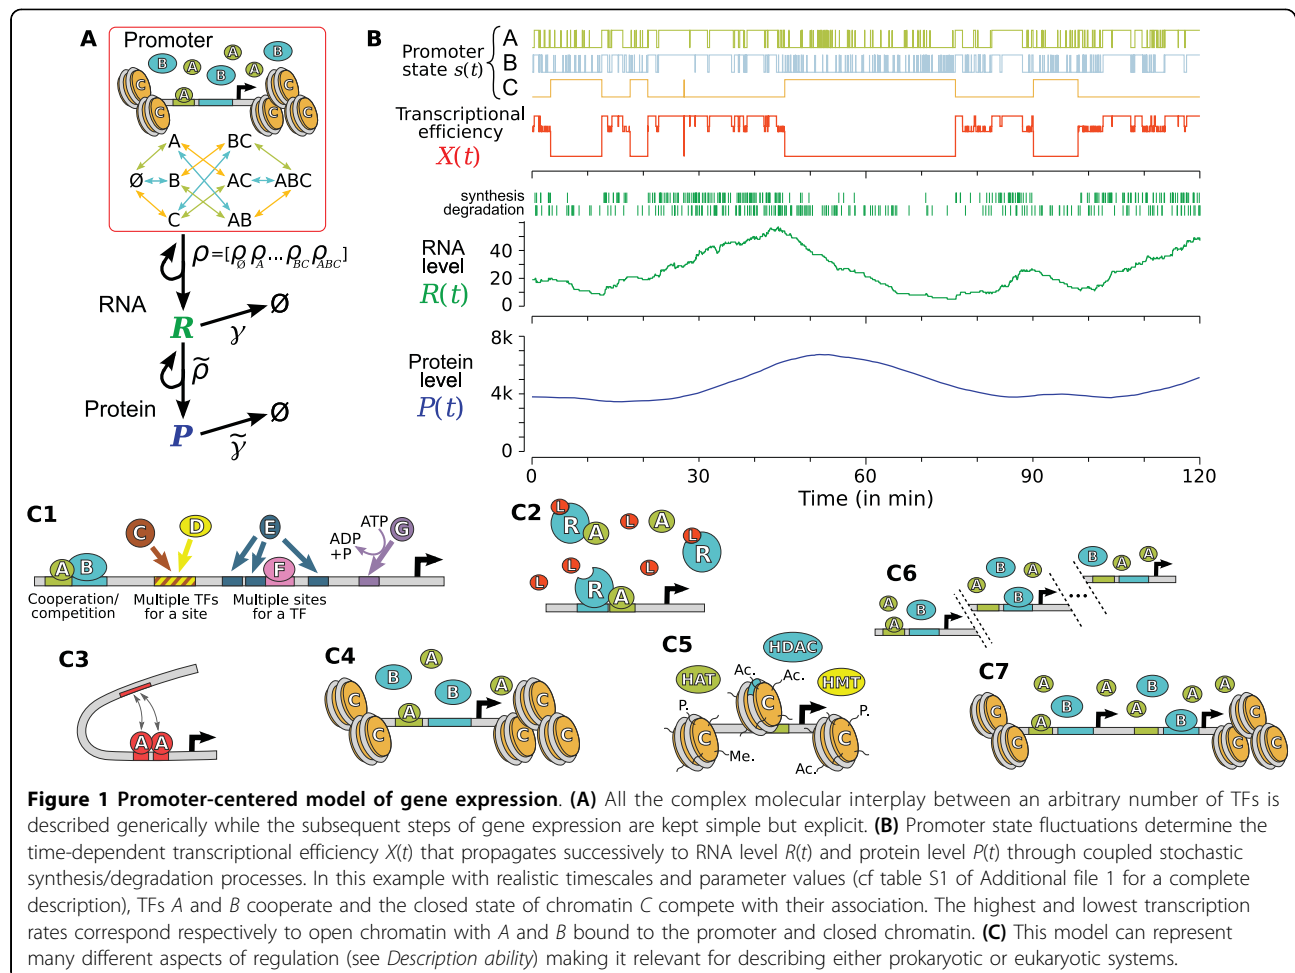 A
Promoter
B A B
B A A
B
C C C C C
A
A BC
Ø B AC ABC
C AB
ρ=[ρØ ρA ... ρBC ρABC]
RNA
R
γ
Ø
ρ̃
Protein
P
γ̃
Ø
B
Promoter
state s(t)
A
B
C
Transcriptional
efficiency
X(t)
synthesis
degradation
RNA
level
R(t)
40
20
0
Protein
level
P(t)
8k
4k
0
0 30 60 90 120
Time (in min)
C1
C D E G
ATP
ADP
+P
A B F
Cooperation/
competition
Multiple TFs
for a site
Multiple sites
for a TF
C2
L L A L
R A R
L L L
R A
C3
A A
C4
A
B B A
A
C C C C C
C5
HDAC
HAT
HMT
Ac. Ac.
P. P.
C C C
Me.
Ac.
C6
B A A
B A
A B
A B
A
...
C7
A B A A
B A
A B
C C C C C
Figure 1 Promoter-centered model of gene expression. (A) All the complex molecular interplay between an arbitrary number of TFs is
described generically while the subsequent steps of gene expression are kept simple but explicit. (B) Promoter state fluctuations determine the
time-dependent transcriptional efficiency X(t) that propagates successively to RNA level R(t) and protein level P(t) through coupled stochastic
synthesis/degradation processes. In this example with realistic timescales and parameter values (cf table S1 of Additional file 1 for a complete
description), TFs A and B cooperate and the closed state of chromatin C compete with their association. The highest and lowest transcription
rates correspond respectively to open chromatin with A and B bound to the promoter and closed chromatin. (C) This model can represent
many different aspects of regulation (see Description ability) making it relevant for describing either prokaryotic or eukaryotic systems.